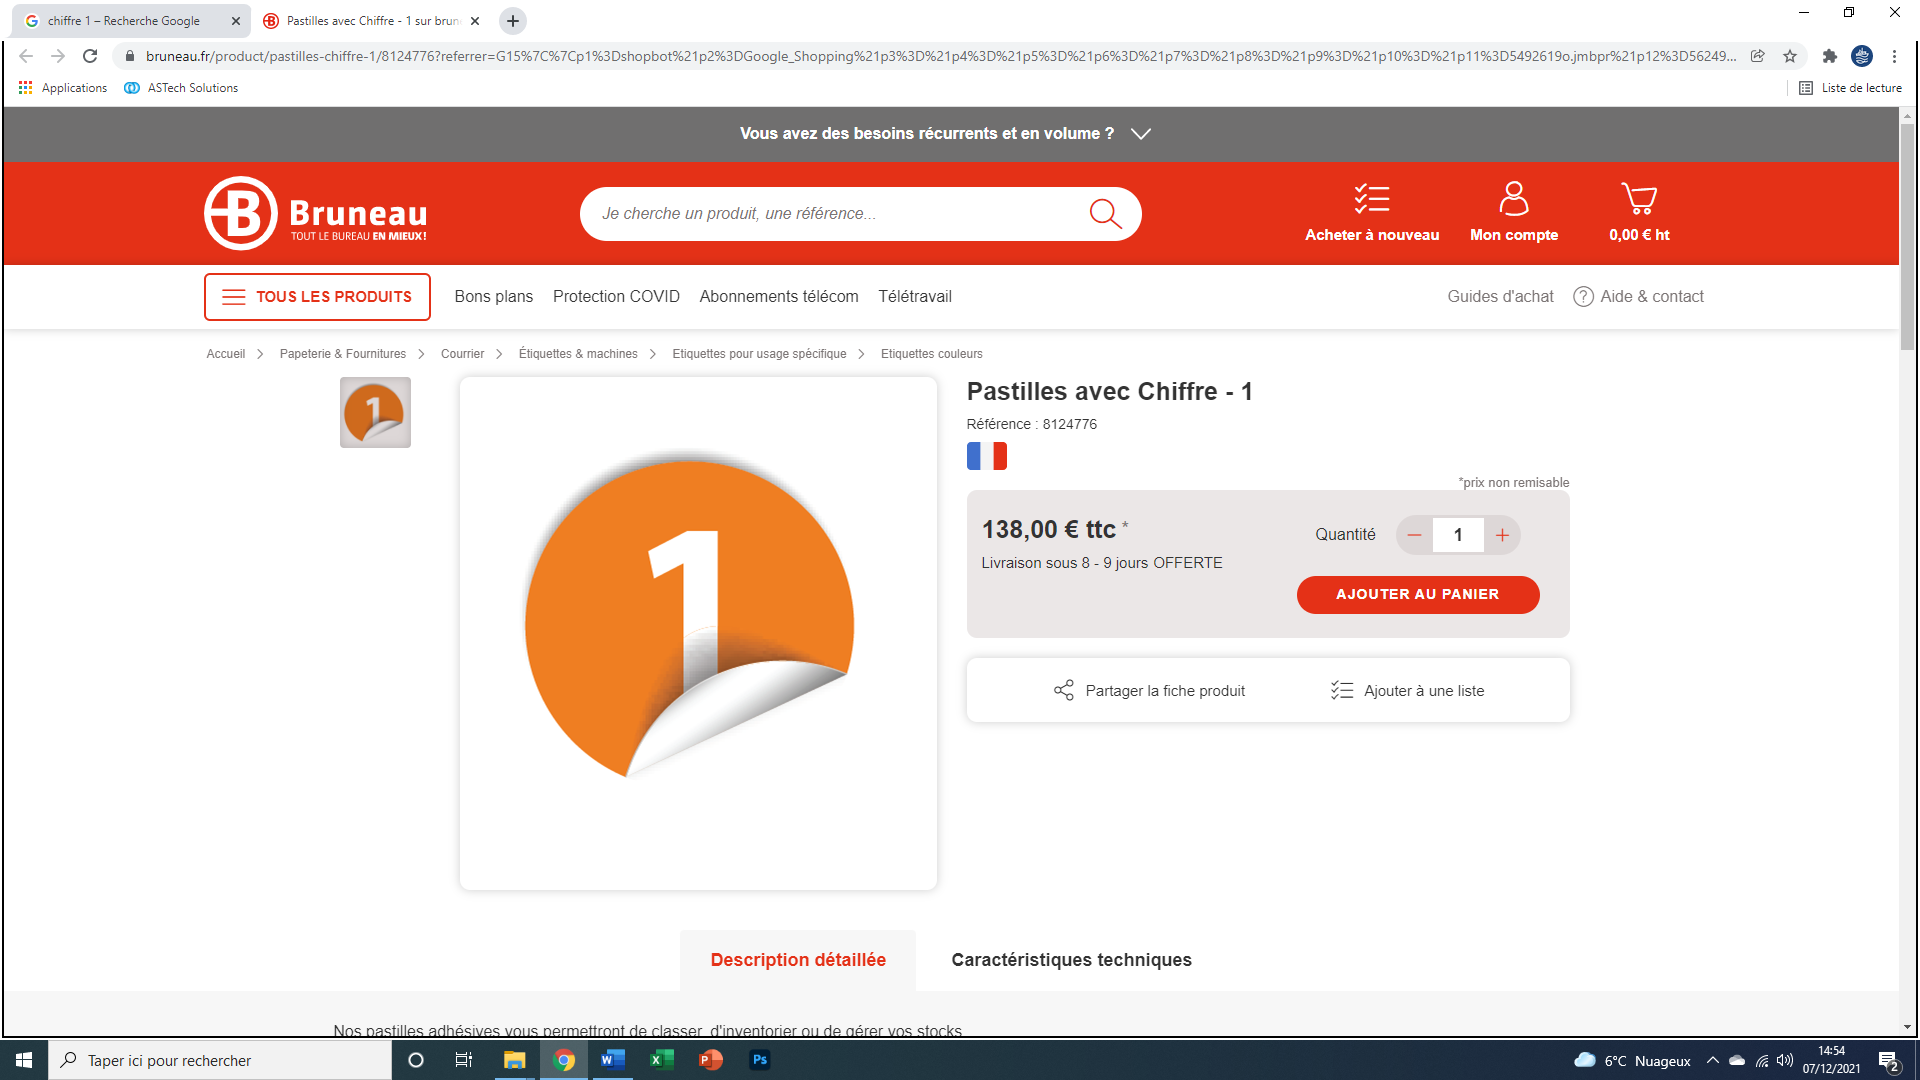 chiffre 1 – Recherche Google
Pastilles avec Chiffre - 1 sur brun
bruneau.fr/product/pastilles-chiffre-1/8124776?referrer=G15%7C%7Cp1%3Dshopbot%21p2%3DGoogle_Shopping%21p3%3D%21p4%3D%21p5%3D%21p6%3D%21p7%3D%21p8%3D%21p9%3D%21p10%3D%21p11%3D5492619o.jmbpr%21p12%3D56249...
Applications
ASTech Solutions
Liste de lecture
Vous avez des besoins récurrents et en volume ?
B Bruneau
TOUT LE BUREAU EN MIEUX!
Je cherche un produit, une référence...
Acheter à nouveau
Mon compte
0,00 € ht
TOUS LES PRODUITS
Bons plans
Protection COVID
Abonnements télécom
Télétravail
Guides d'achat
? Aide & contact
Accueil
Papeterie & Fournitures
Courrier
Étiquettes & machines
Etiquettes pour usage spécifique
Etiquettes couleurs
1
1
Pastilles avec Chiffre - 1
Référence : 8124776
*prix non remisable
138,00 € ttc *
Quantité
− 1 +
Livraison sous 8 - 9 jours OFFERTE
AJOUTER AU PANIER
Partager la fiche produit
Ajouter à une liste
Description détaillée
Caractéristiques techniques
Nos pastilles adhésives vous permettront de classer, d'inventorier ou de gérer vos stocks
Taper ici pour rechercher
W
X
P
Ps
6°C Nuageux
14:54
07/12/2021
2